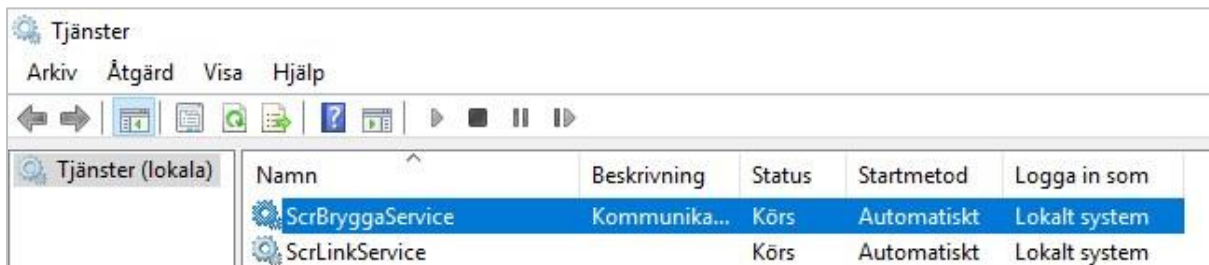 Tjänster
Arkiv Åtgärd Visa Hjälp
Tjänster (lokala)
Namn Beskrivning Status Startmetod Logga in som
ScrBryggaService Kommunika... Körs Automatiskt Lokalt system
ScrLinkService Körs Automatiskt Lokalt system